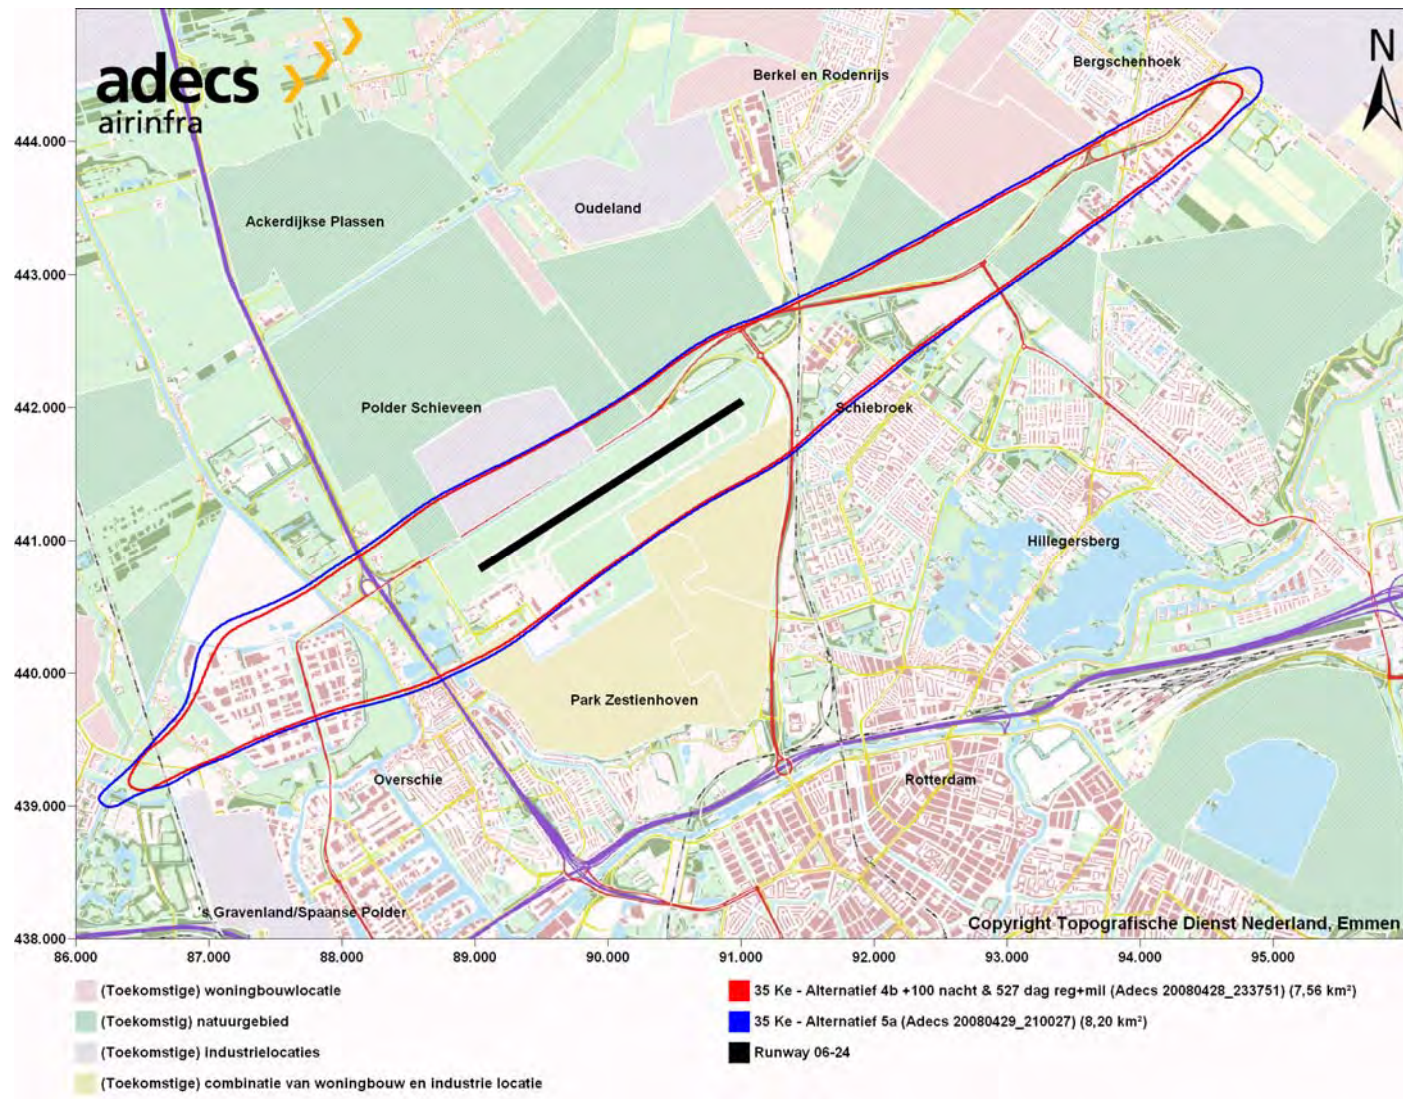 adecs
airinfra
N
Bergschenhoek
Berkel en Rodenrijs
444.000
Oudeland
Ackerdijkse Plassen
443.000
442.000
Polder Schieveen
Schiebroek
441.000
Hillegersberg
440.000
Park Zestienhoven
Overschie
Rotterdam
439.000
's Gravenland/Spaanse Polder
Copyright Topografische Dienst Nederland, Emmen
438.000
86.000 87.000 88.000 89.000 90.000 91.000 92.000 93.000 94.000 95.000
(Toekomstige) woningbouwlocatie
(Toekomstig) natuurgebied
(Toekomstige) industrielocaties
(Toekomstige) combinatie van woningbouw en industrie locatie
35 Ke - Alternatief 4b +100 nacht & 527 dag reg+mil (Adecs 20080428_233751) (7,56 km²)
35 Ke - Alternatief 5a (Adecs 20080429_210027) (8,20 km²)
Runway 06-24